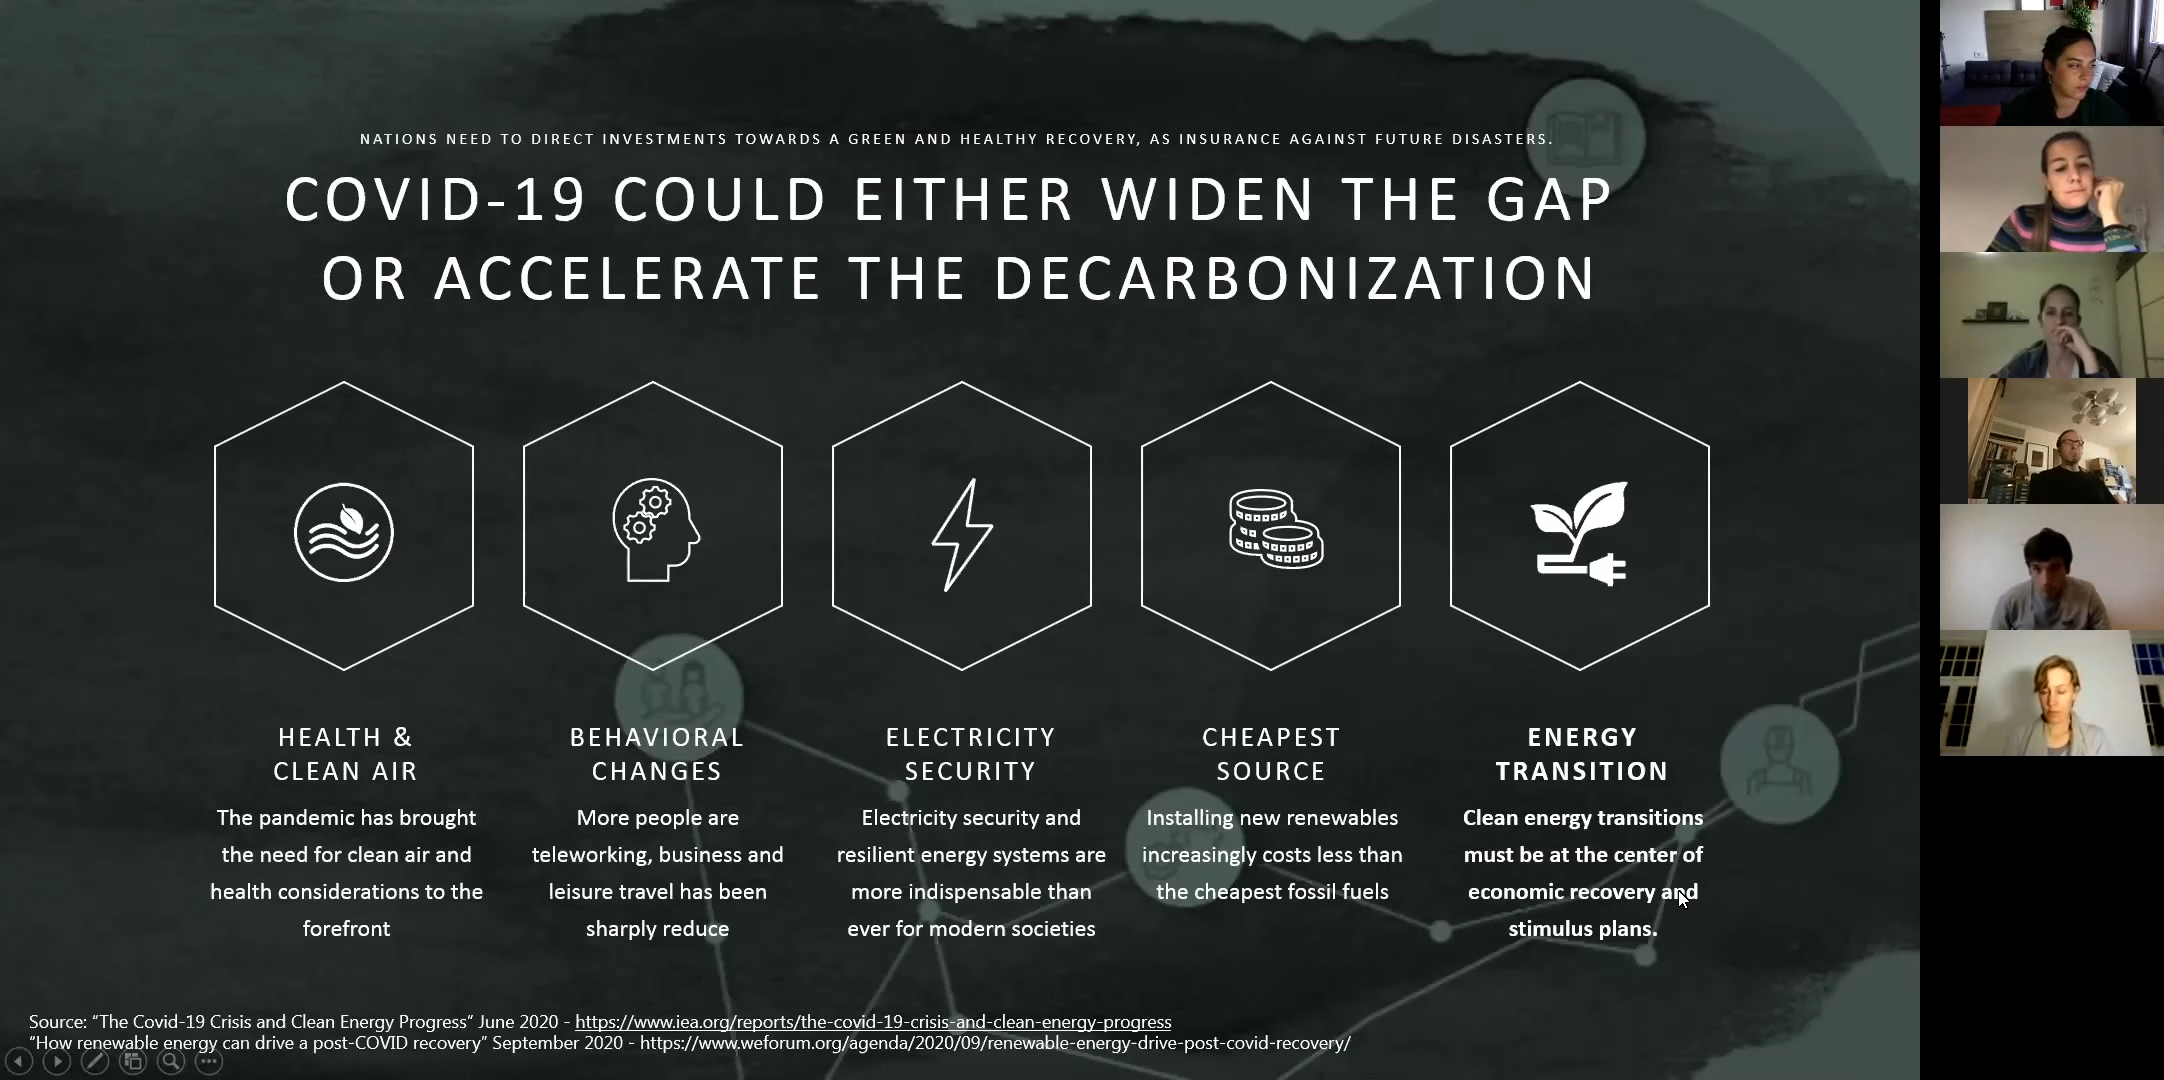 NATIONS NEED TO DIRECT INVESTMENTS TOWARDS A GREEN AND HEALTHY RECOVERY, AS INSURANCE AGAINST FUTURE DISASTERS.
COVID-19 COULD EITHER WIDEN THE GAP
OR ACCELERATE THE DECARBONIZATION
HEALTH &
CLEAN AIR
The pandemic has brought
the need for clean air and
health considerations to the
forefront
BEHAVIORAL
CHANGES
More people are
teleworking, business and
leisure travel has been
sharply reduce
ELECTRICITY
SECURITY
Electricity security and
resilient energy systems are
more indispensable than
ever for modern societies
CHEAPEST
SOURCE
Installing new renewables
increasingly costs less than
the cheapest fossil fuels
ENERGY
TRANSITION
Clean energy transitions
must be at the center of
economic recovery and
stimulus plans.
Source: “The Covid-19 Crisis and Clean Energy Progress“ June 2020 - https://www.iea.org/reports/the-covid-19-crisis-and-clean-energy-progress
“How renewable energy can drive a post-COVID recovery” September 2020 - https://www.weforum.org/agenda/2020/09/renewable-energy-drive-post-covid-recovery/